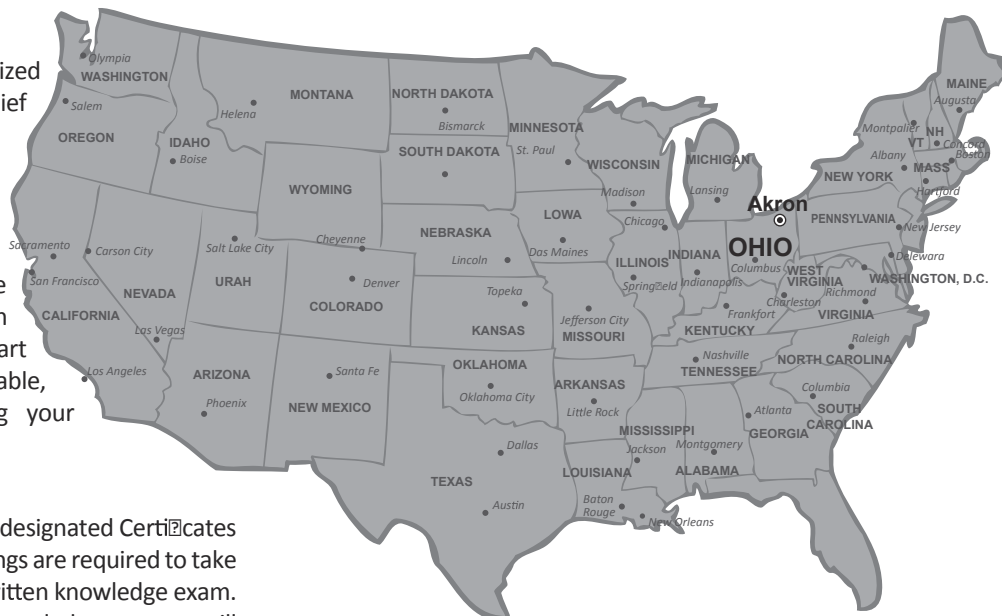 ized
ief
e
n
art
able,
g your
designated Certi�cates
ngs are required to take
itten knowledge exam.
Olympia
WASHINGTON
Salem
OREGON
IDAHO
Boise
Helena
MONTANA
NORTH DAKOTA
Bismarck
MINNESOTA
St. Paul
SOUTH DAKOTA
WISCONSIN
Madison
MICHIGAN
Lansing
MAINE
Augusta
Montpalier
VT
NH
Concord
Boston
Albany
MASS
NEW YORK
Hartford
WYOMING
Cheyenne
NEBRASKA
Lincoln
IOWA
Das Maines
Chicago
ILLINOIS
Spring�eld
INDIANA
Indianapolis
Akron
OHIO
Columbus
PENNSYLVANIA
New Jersey
Delewara
WEST
VIRGINIA
Charleston
WASHINGTON, D.C.
Richmond
VIRGINIA
Sacramento
San Francisco
CALIFORNIA
Carson City
NEVADA
Las Vegas
Los Angeles
Salt Lake City
URAH
Denver
COLORADO
Topeka
KANSAS
Jefferson City
MISSOURI
Frankfort
KENTUCKY
Nashville
TENNESSEE
Raleigh
NORTH CAROLINA
Columbia
SOUTH
CAROLINA
ARIZONA
Phoenix
Santa Fe
NEW MEXICO
OKLAHOMA
Oklahoma City
ARKANSAS
Little Rock
MISSISSIPPI
Jackson
Montgomery
ALABAMA
Atlanta
GEORGIA
Dallas
TEXAS
Austin
LOUISIANA
Baton
Rouge
New Orleans